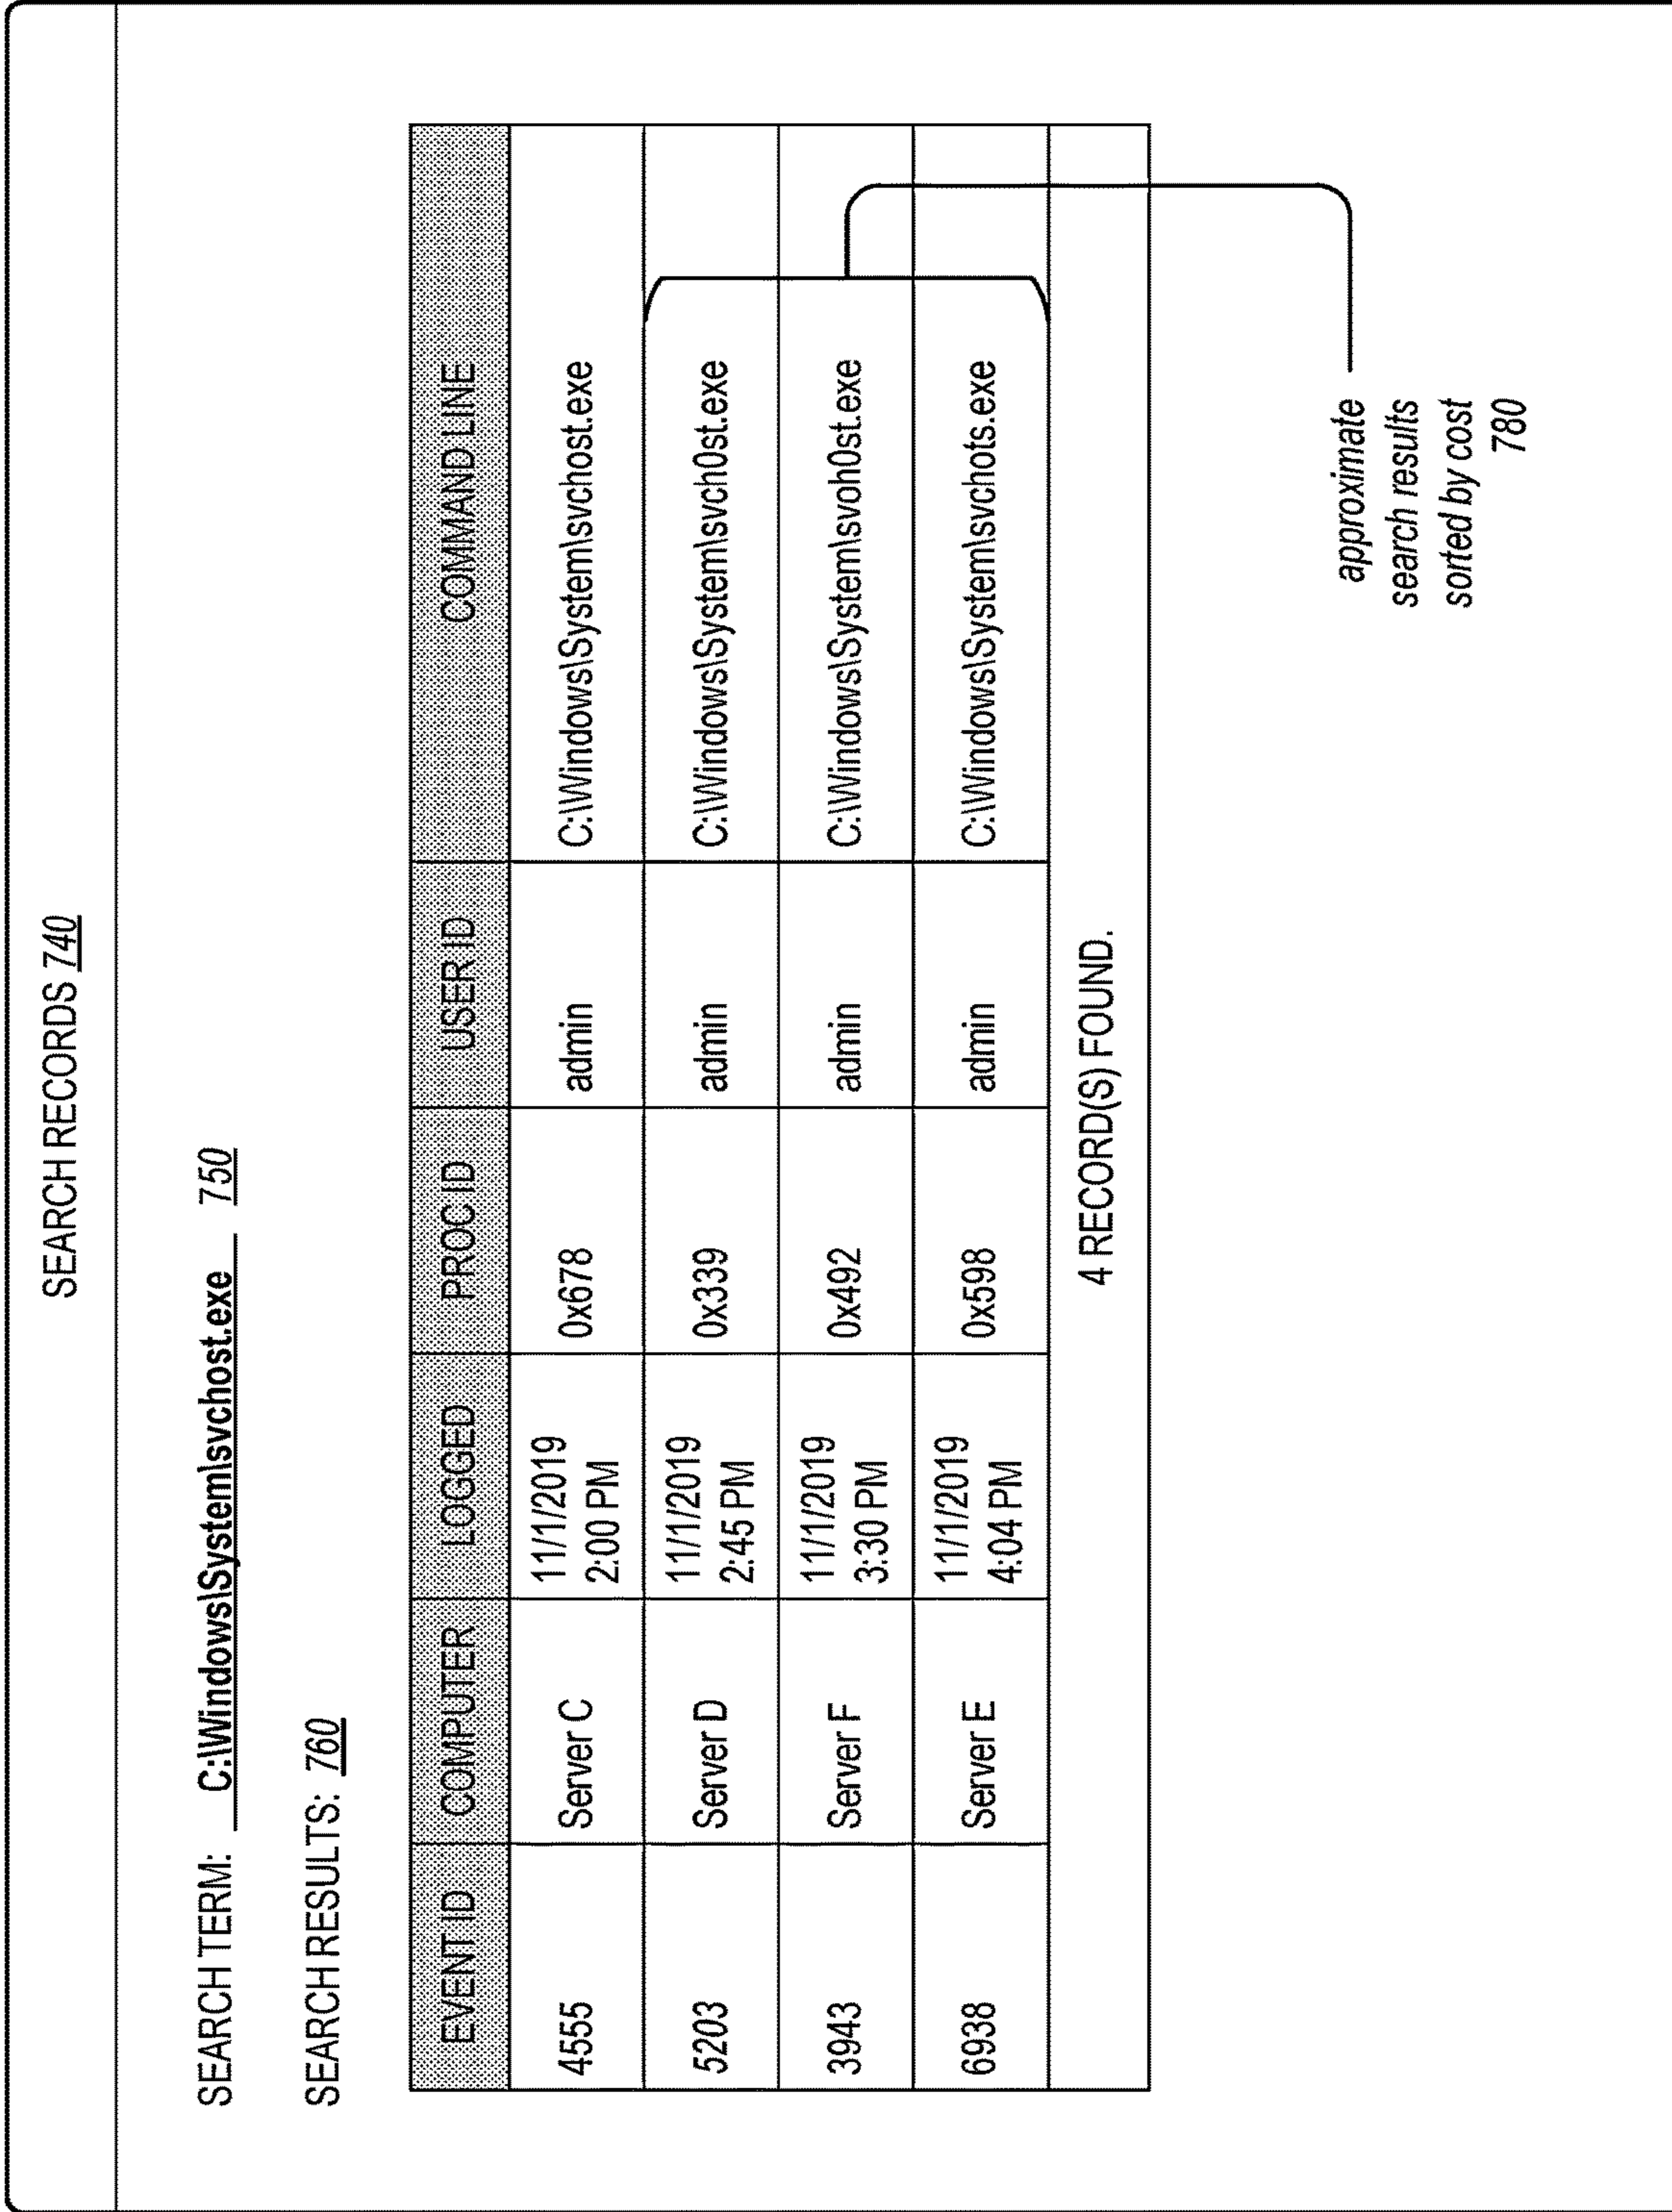 SEARCH RECORDS 740
SEARCH TERM: C:\Windows\System\svchost.exe 750
SEARCH RESULTS: 760
EVENT ID COMPUTER LOGGED PROC ID USER ID COMMAND LINE
4555 Server C 11/1/2019 2:00 PM 0x678 admin C:\Windows\System\svchost.exe
5203 Server D 11/1/2019 2:45 PM 0x339 admin C:\Windows\System\svch0st.exe
3943 Server F 11/1/2019 3:30 PM 0x492 admin C:\Windows\System\svoh0st.exe
6938 Server E 11/1/2019 4:04 PM 0x598 admin C:\Windows\System\svchots.exe
4 RECORD(S) FOUND.
approximate
search results
sorted by cost
780